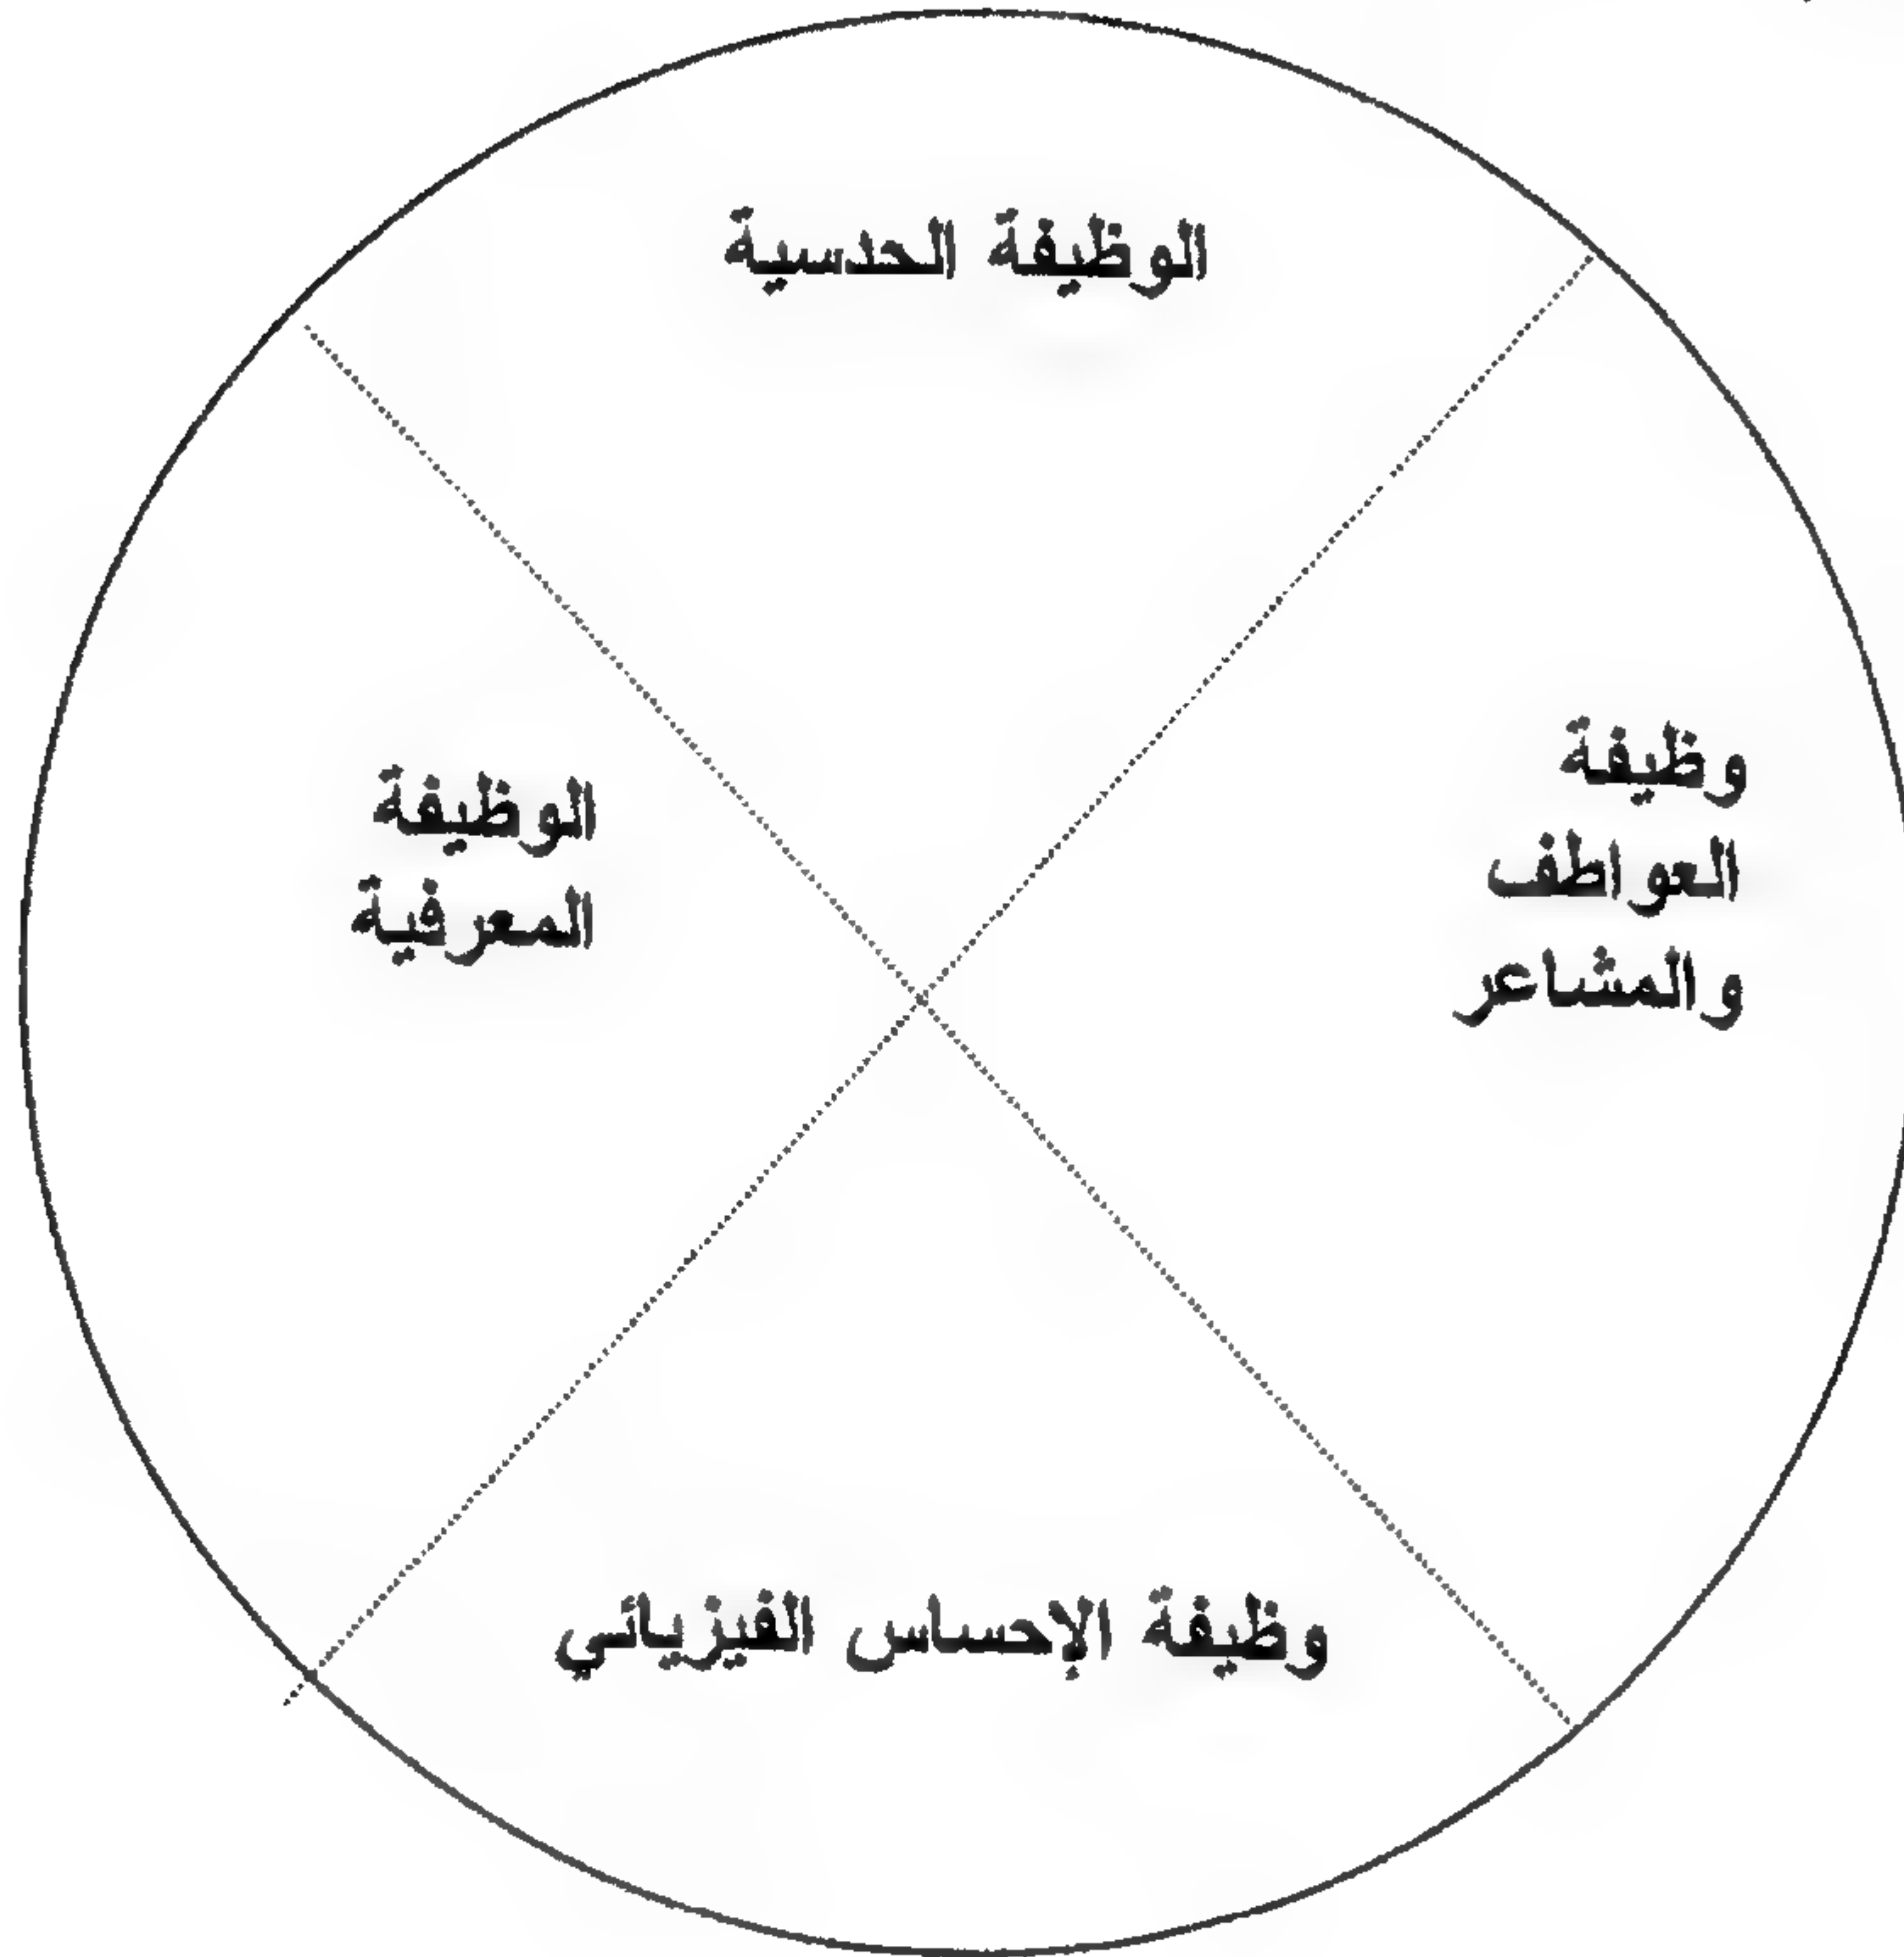 الوظيفة الحدسية
وظيفة
العواطف
والمشاعر
الوظيفة
المعرفية
وظيفة الإحساس الفيزيائي